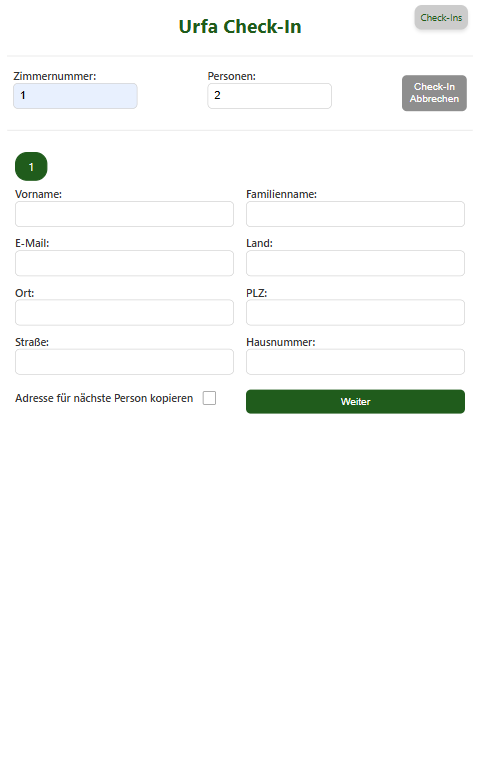 Urfa Check-In
Check-Ins
Zimmernummer:
Personen:
1
2
Check-In
Abbrechen
1
Vorname:
Familienname:
E-Mail:
Land:
Ort:
PLZ:
Straße:
Hausnummer:
Adresse für nächste Person kopieren
Weiter